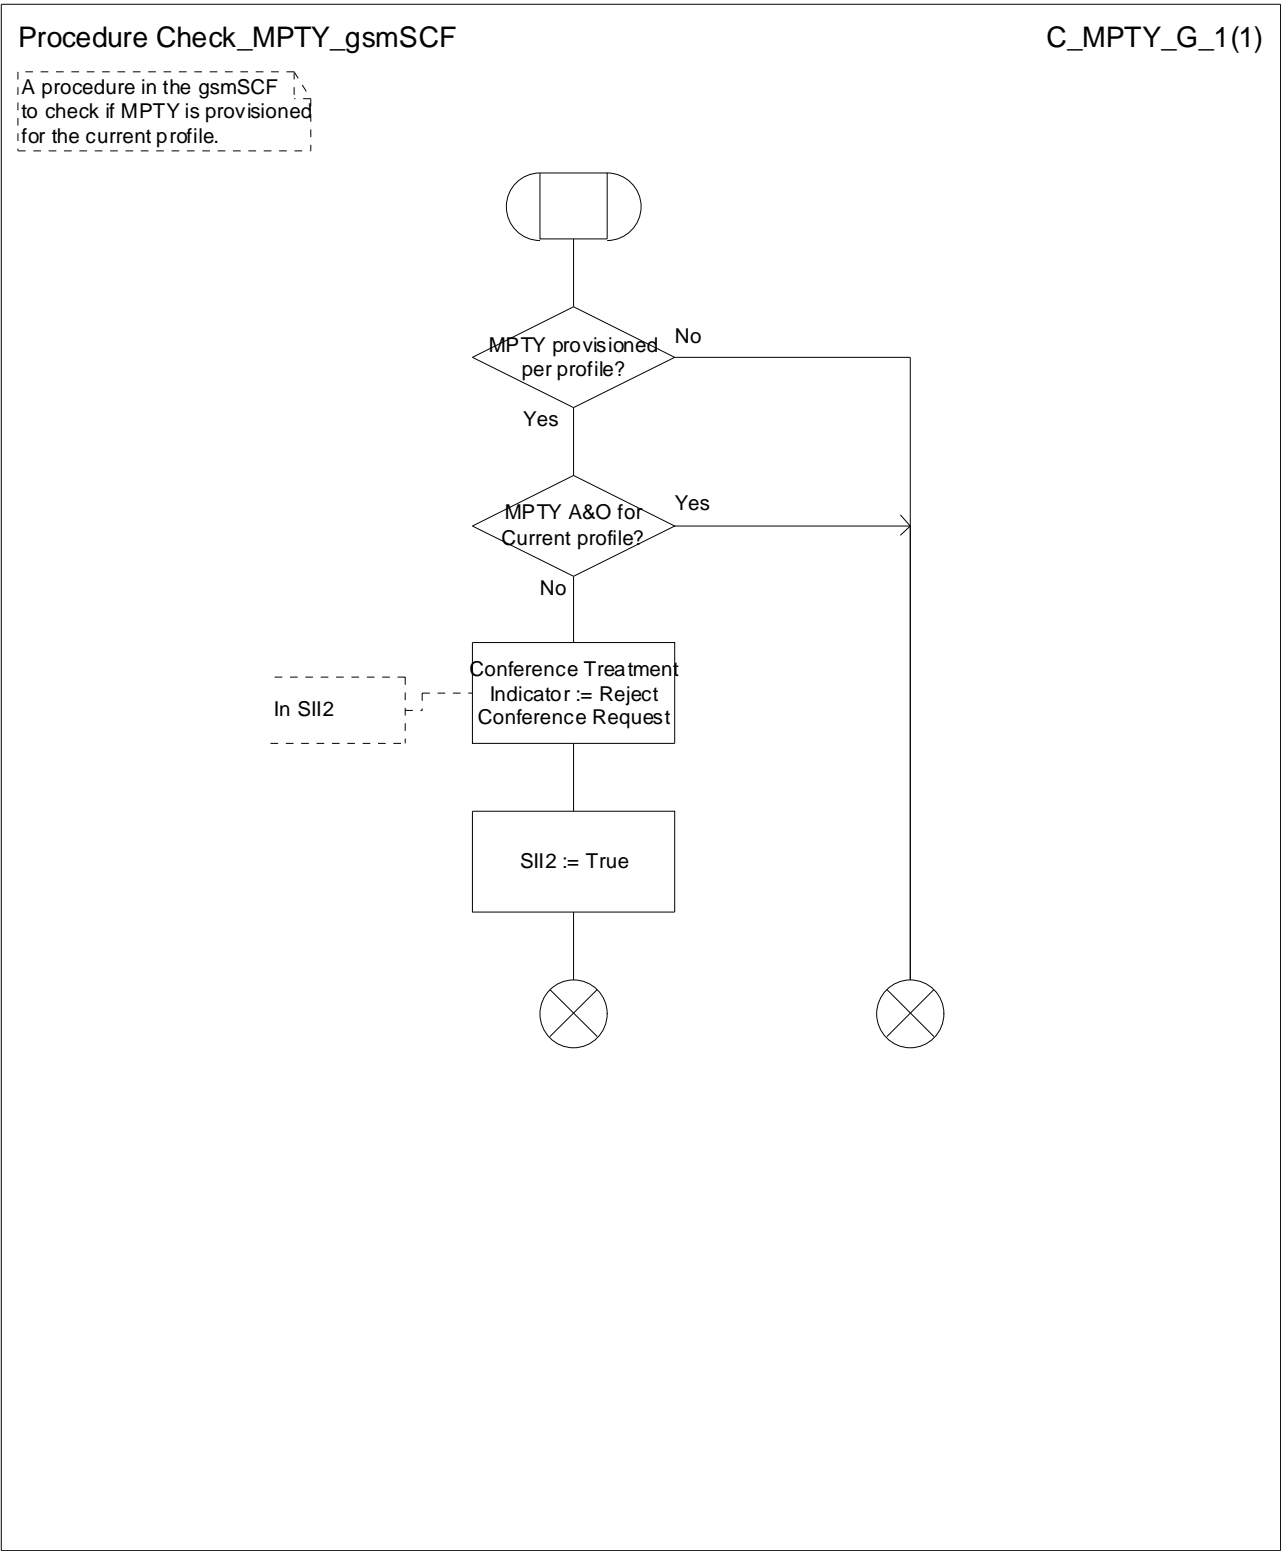 Procedure Check_MPTY_gsmSCF
C_MPTY_G_1(1)
A procedure in the gsmSCF
to check if MPTY is provisioned
for the current profile.
MPTY provisioned
per profile?
No
Yes
MPTY A&O for
Current profile?
Yes
No
Conference Treatment
Indicator := Reject
Conference Request
In SII2
SII2 := True